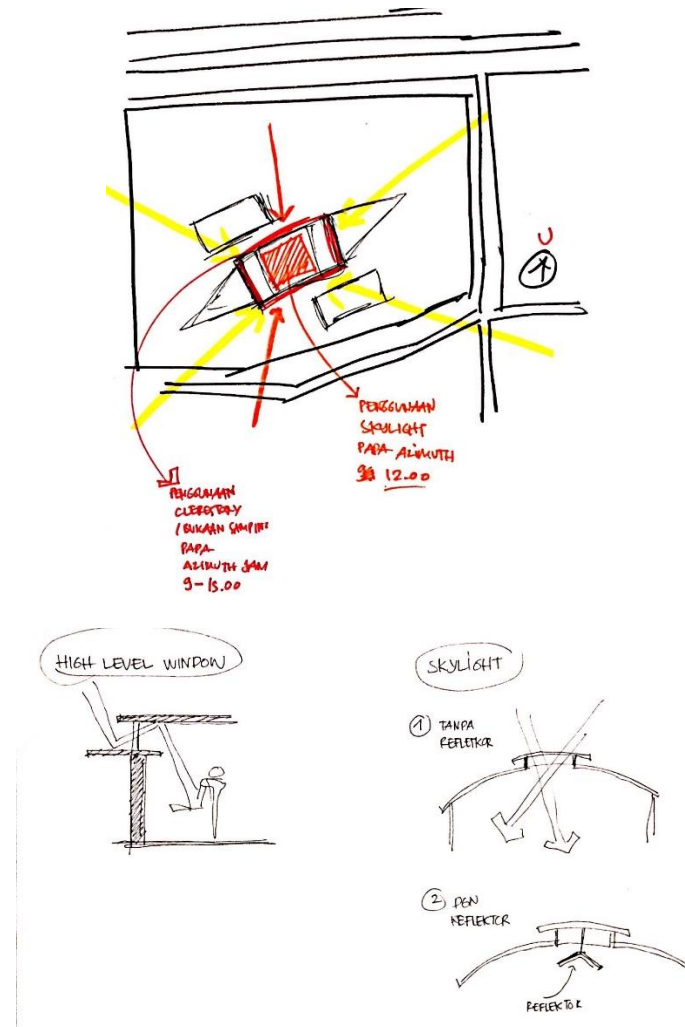 U
PENGGUNAAN
SKYLIGHT
PADA AZIMUTH
12.00
PENGGUNAAN
CLERESTORY
/ BUKAAN SAMPING
PADA
AZIMUTH JAM
9-15.00
HIGH LEVEL WINDOW
SKYLIGHT
1 TANPA
REFLEKTOR
2 DGN
REFLEKTOR
REFLEKTOR